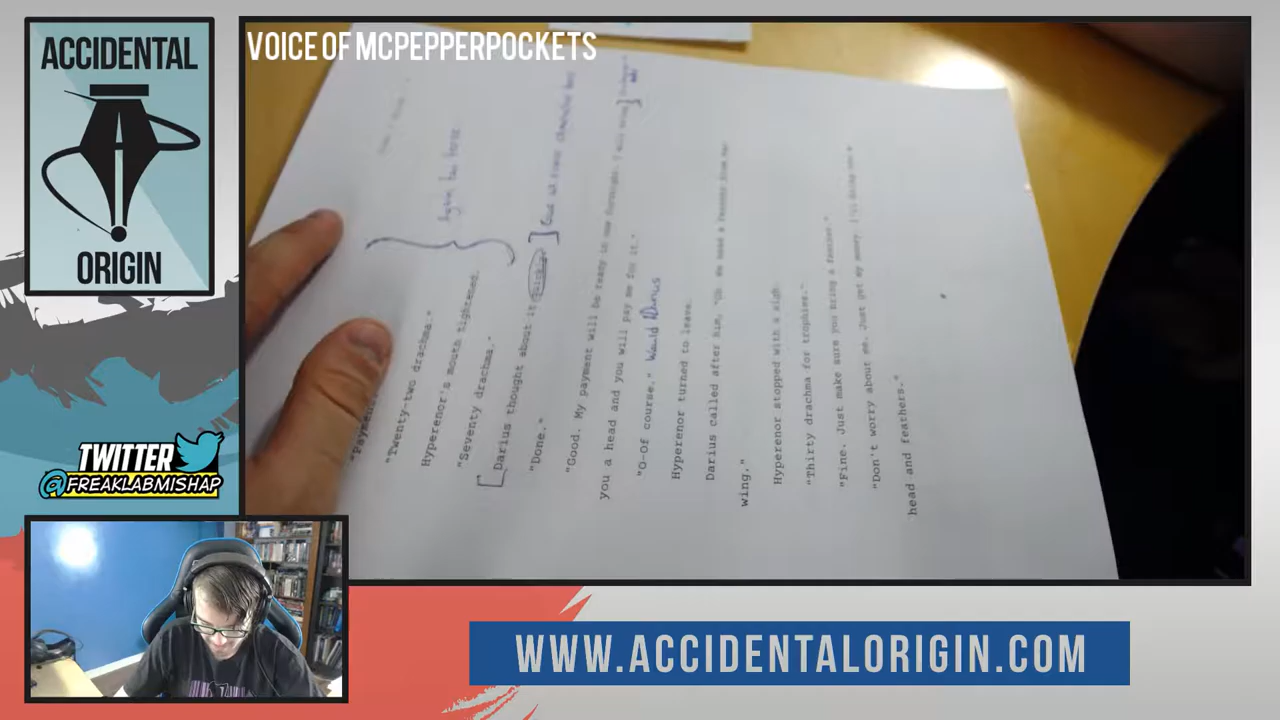 ACCIDENTAL
ORIGIN
VOICE OF MCPEPPERPOCKETS
"Payment
"Twenty-two drachma."
Hyperenor's mouth tightened.
"Seventy drachma."
Darius thought about it
"Done."
"Good. My payment will be ready in one fortnight. I will bring
you a head and you will pay me for it."
"O-Of course." Would Darius
Hyperenor turned to leave.
Darius called after him, "Oh. We need a
wing."
Hyperenor stopped with a sigh.
"Thirty drachma for trophies."
"Fine. Just make sure you bring a feather."
"Don't worry about me. Just get my money. I'll bring you a
head and feathers."
TWITTER
@FREAKLABMISHAP
WWW.ACCIDENTALORIGIN.COM